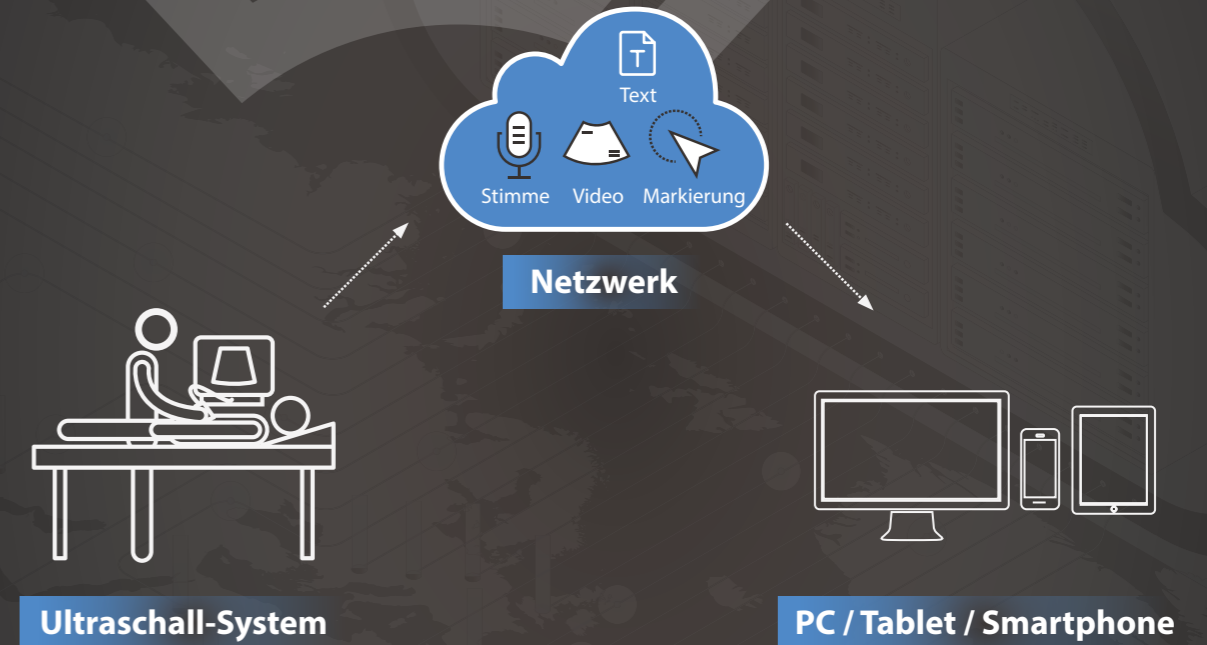 T
Text
Stimme Video Markierung
Netzwerk
Ultraschall-System
PC / Tablet / Smartphone